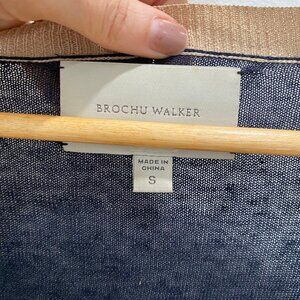 BROCHU WALKER
MADE IN
CHINA
S